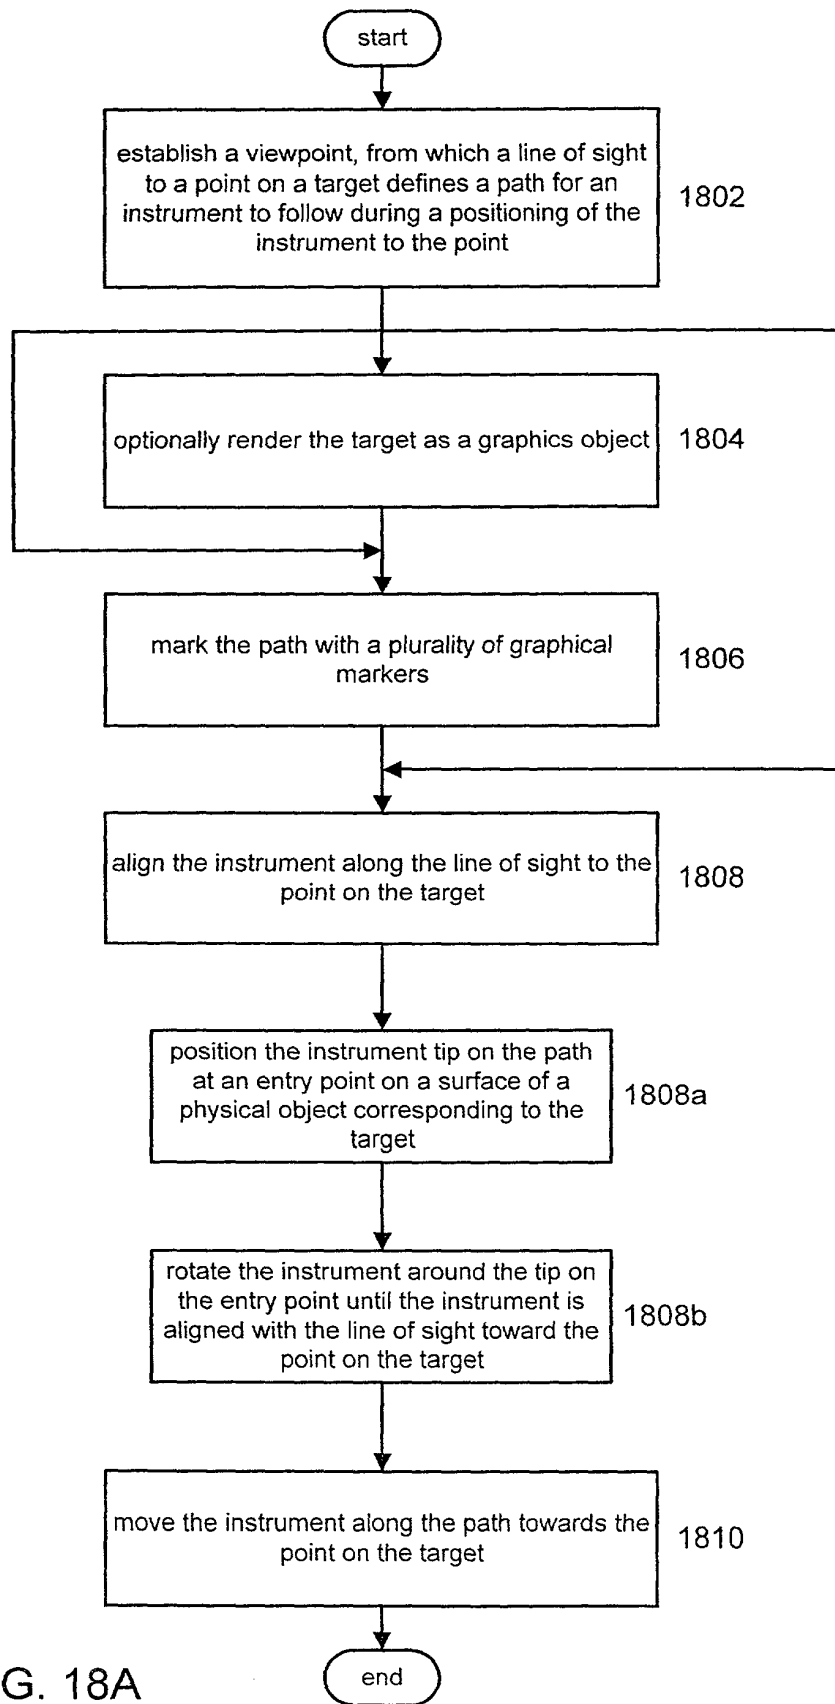 start
establish a viewpoint, from which a line of sight
to a point on a target defines a path for an
instrument to follow during a positioning of the
instrument to the point
1802
optionally render the target as a graphics object
1804
mark the path with a plurality of graphical
markers
1806
align the instrument along the line of sight to the
point on the target
1808
position the instrument tip on the path
at an entry point on a surface of a
physical object corresponding to the
target
1808a
rotate the instrument around the tip on
the entry point until the instrument is
aligned with the line of sight toward the
point on the target
1808b
move the instrument along the path towards the
point on the target
1810
end
G. 18A